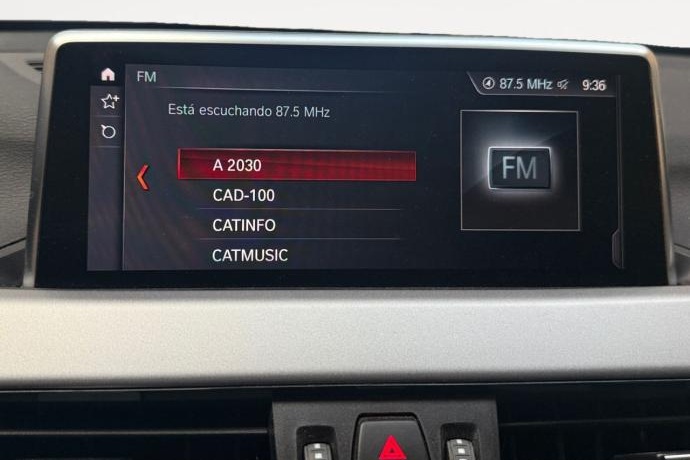 FM
87.5 MHz
9:36
Está escuchando 87.5 MHz
A 2030
CAD-100
CATINFO
CATMUSIC
FM